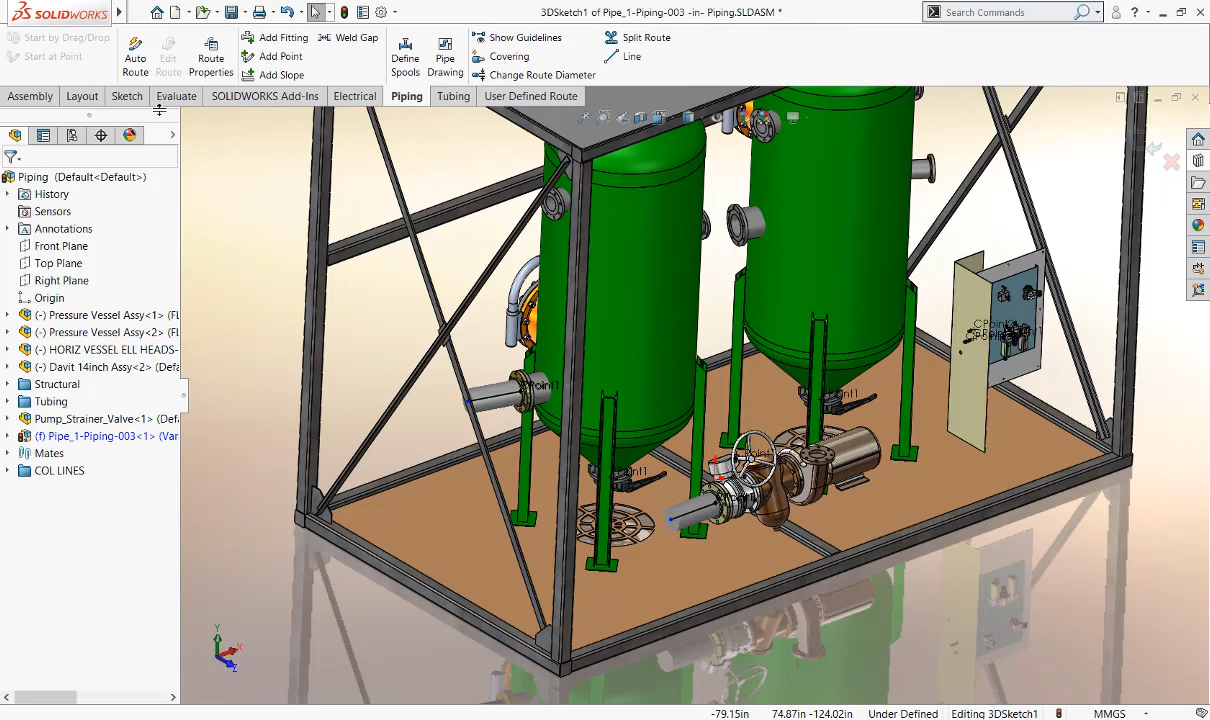 SOLIDWORKS
3DSketch1 of Pipe_1-Piping-003 -in- Piping.SLDASM *
Search Commands
Start by Drag/Drop
Start at Point
Auto Route
Edit Route
Route Properties
Add Fitting
Weld Gap
Add Point
Add Slope
Define Spools
Pipe Drawing
Show Guidelines
Split Route
Covering
Line
Change Route Diameter
Assembly
Layout
Sketch
Evaluate
SOLIDWORKS Add-Ins
Electrical
Piping
Tubing
User Defined Route
Piping (Default<Default>)
History
Sensors
Annotations
Front Plane
Top Plane
Right Plane
Origin
(-) Pressure Vessel Assy<1> (FL
(-) Pressure Vessel Assy<2> (FL
(-) HORIZ VESSEL ELL HEADS-
(-) Davit 14inch Assy<2> (Defa
Structural
Tubing
Pump_Strainer_Valve<1> (Defa
(f) Pipe_1-Piping-003<1> (Var
Mates
COL LINES
CPoint1
Y
X
Z
-79.15in
74.87in -124.02in
Under Defined
Editing 3DSketch1
MMGS